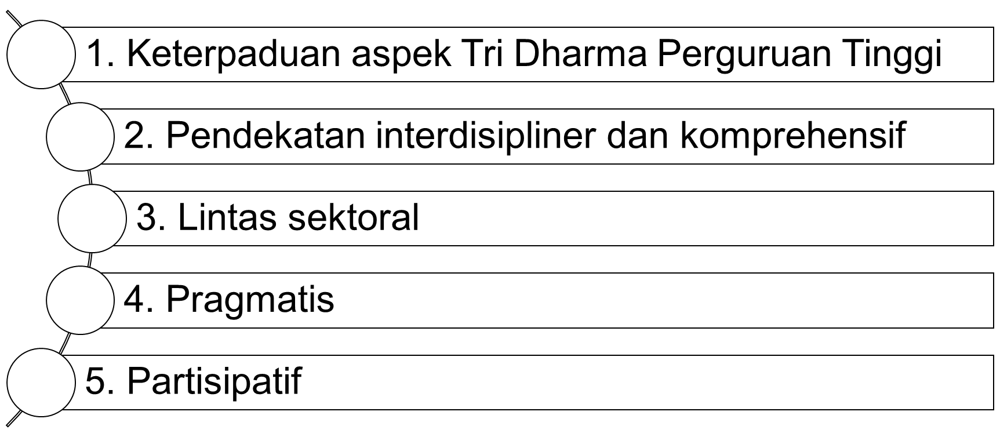 1. Keterpaduan aspek Tri Dharma Perguruan Tinggi
2. Pendekatan interdisipliner dan komprehensif
3. Lintas sektoral
4. Pragmatis
5. Partisipatif